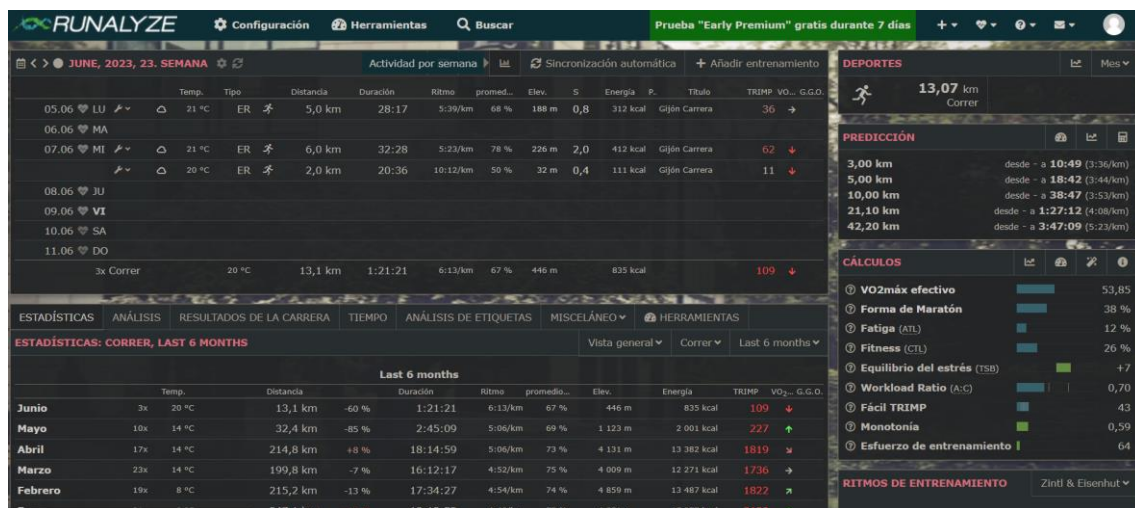 RUNALYZE Configuración Herramientas Buscar Prueba "Early Premium" gratis durante 7 días
JUNE, 2023, 23. SEMANA Actividad por semana Sincronización automática + Añadir entrenamiento
Temp. Tipo Distancia Duración Ritmo promed... Elev. S Energía P. Título TRIMP VO... G.G.O.
05.06 LU 21 °C ER 5,0 km 28:17 5:39/km 68 % 188 m 0,8 312 kcal Gijón Carrera 36
06.06 MA
07.06 MI 21 °C ER 6,0 km 32:28 5:23/km 78 % 226 m 2,0 412 kcal Gijón Carrera 62
20 °C ER 2,0 km 20:36 10:12/km 50 % 32 m 0,4 111 kcal Gijón Carrera 11
08.06 JU
09.06 VI
10.06 SA
11.06 DO
3x Correr 20 °C 13,1 km 1:21:21 6:13/km 67 % 446 m 835 kcal 109
ESTADÍSTICAS ANÁLISIS RESULTADOS DE LA CARRERA TIEMPO ANÁLISIS DE ETIQUETAS MISCELÁNEO HERRAMIENTAS
ESTADÍSTICAS: CORRER, LAST 6 MONTHS Vista general Correr Last 6 months
Last 6 months
Temp. Distancia Duración Ritmo promedio... Elev. Energía TRIMP VO2... G.G.O.
Junio 3x 20 °C 13,1 km -60 % 1:21:21 6:13/km 67 % 446 m 835 kcal 109
Mayo 10x 14 °C 32,4 km -85 % 2:45:09 5:06/km 69 % 1 123 m 2 001 kcal 227
Abril 17x 14 °C 214,8 km +8 % 18:14:59 5:06/km 73 % 4 131 m 13 382 kcal 1819
Marzo 23x 14 °C 199,8 km -7 % 16:12:17 4:52/km 75 % 4 009 m 12 271 kcal 1736
Febrero 19x 8 °C 215,2 km -13 % 17:34:27 4:54/km 74 % 4 859 m 13 487 kcal 1822
DEPORTES Mes
13,07 km
Correr
PREDICCIÓN
3,00 km desde - a 10:49 (3:36/km)
5,00 km desde - a 18:42 (3:44/km)
10,00 km desde - a 38:47 (3:53/km)
21,10 km desde - a 1:27:12 (4:08/km)
42,20 km desde - a 3:47:09 (5:23/km)
CÁLCULOS
VO2máx efectivo 53,85
Forma de Maratón 38 %
Fatiga (ATL) 12 %
Fitness (CTL) 26 %
Equilibrio del estrés (TSB) +7
Workload Ratio (A:C) 0,70
Fácil TRIMP 43
Monotonía 0,59
Esfuerzo de entrenamiento 64
RITMOS DE ENTRENAMIENTO Zintl & Eisenhut